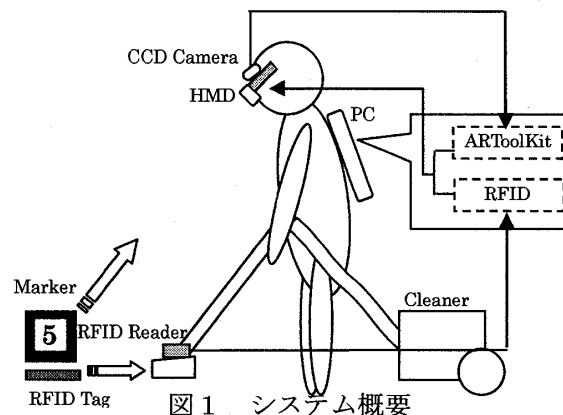 CCD Camera
HMD
PC
ARToolKit
RFID
Marker
5
RFID Reader
Cleaner
RFID Tag
図1 システム概要